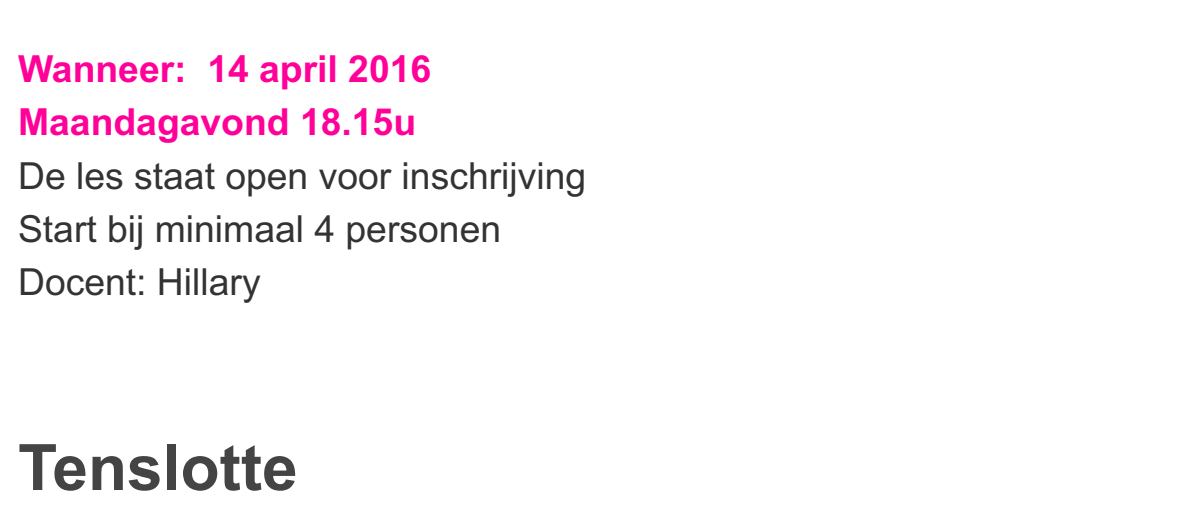 Wanneer:  14 april 2016
Maandagavond 18.15u
De les staat open voor inschrijving
Start bij minimaal 4 personen
Docent: Hillary
Tenslotte